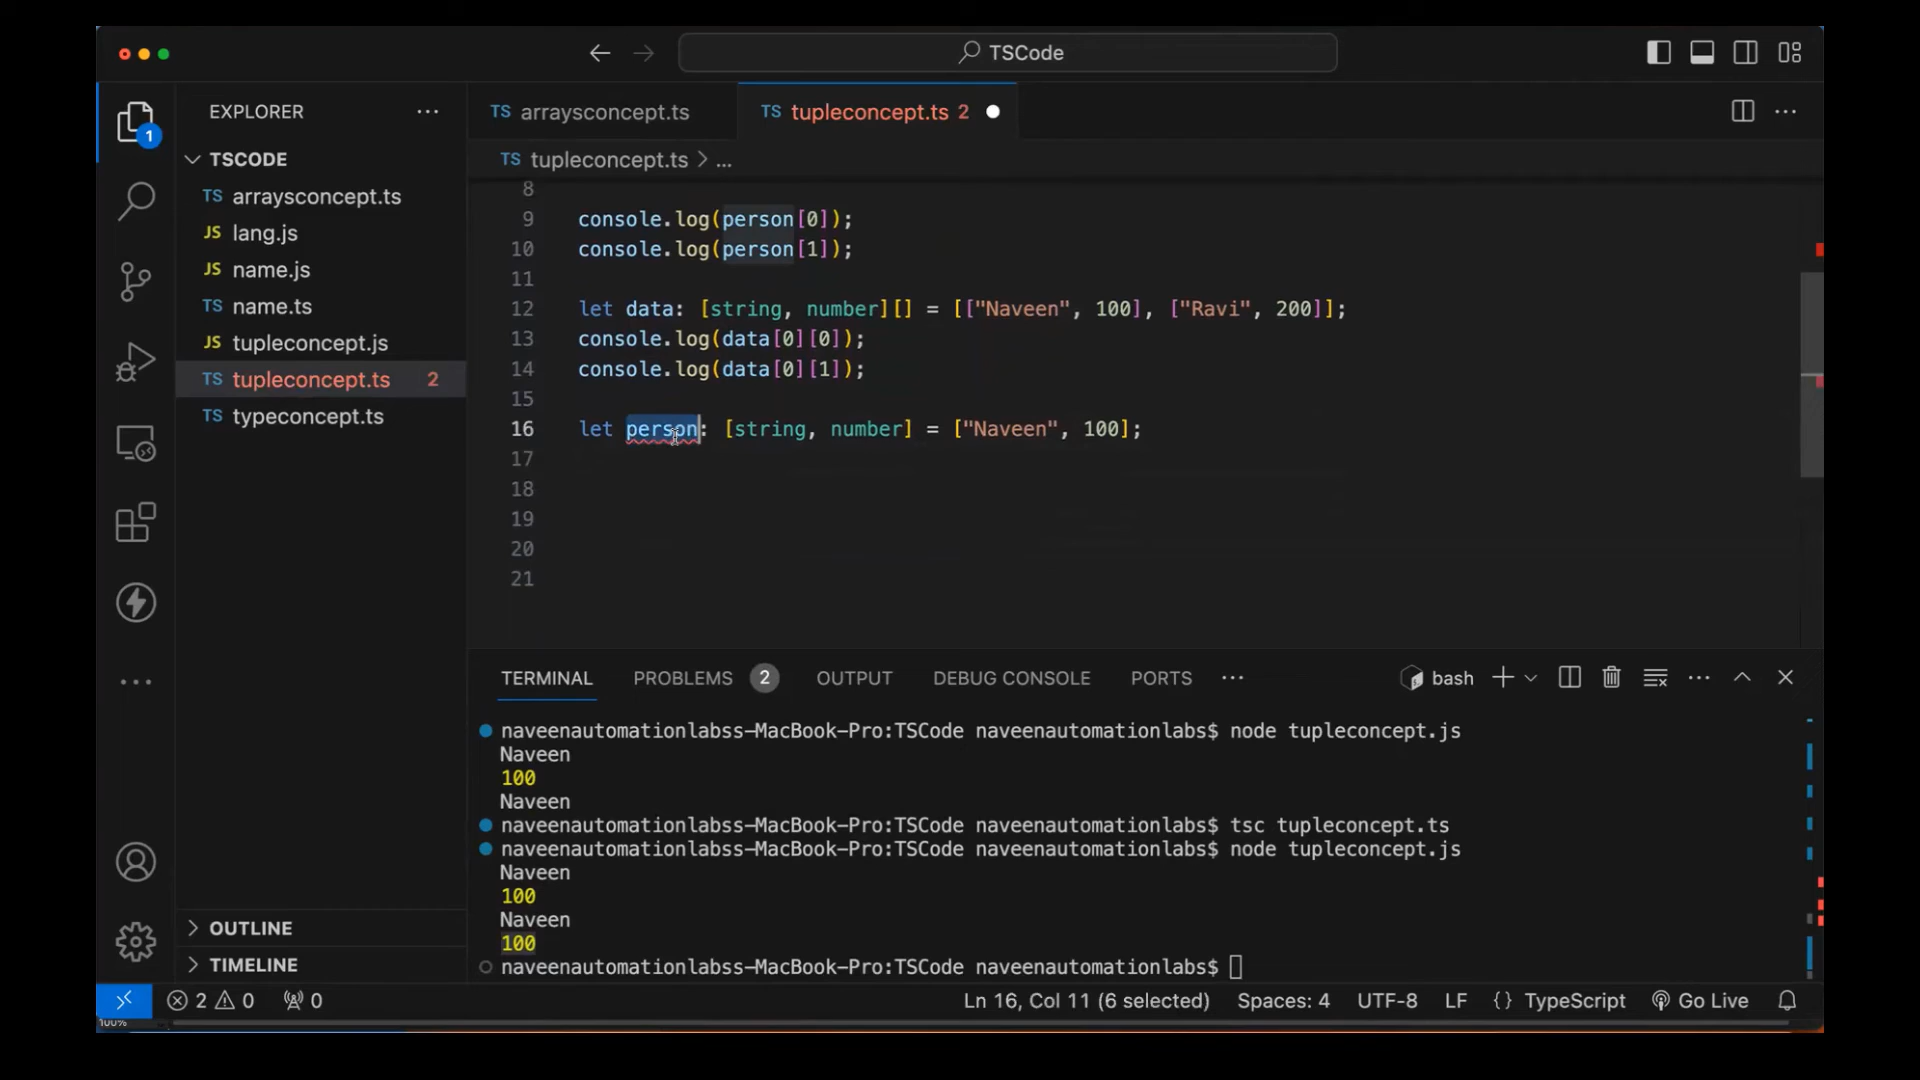 TSCode
EXPLORER
TS arraysconcept.ts
TS tupleconcept.ts 2
1
TSCODE
TS tupleconcept.ts > ...
TS arraysconcept.ts
JS lang.js
JS name.js
TS name.ts
JS tupleconcept.js
TS tupleconcept.ts 2
TS typeconcept.ts
OUTLINE
TIMELINE
8
9 console.log(person[0]);
10 console.log(person[1]);
11
12 let data: [string, number][] = [["Naveen", 100], ["Ravi", 200]];
13 console.log(data[0][0]);
14 console.log(data[0][1]);
15
16 let person: [string, number] = ["Naveen", 100];
17
18
19
20
21
TERMINAL PROBLEMS 2 OUTPUT DEBUG CONSOLE PORTS bash
naveenautomationlabss-MacBook-Pro:TSCode naveenautomationlabs$ node tupleconcept.js
Naveen
100
Naveen
naveenautomationlabss-MacBook-Pro:TSCode naveenautomationlabs$ tsc tupleconcept.ts
naveenautomationlabss-MacBook-Pro:TSCode naveenautomationlabs$ node tupleconcept.js
Naveen
100
Naveen
100
naveenautomationlabss-MacBook-Pro:TSCode naveenautomationlabs$
2 0 0 Ln 16, Col 11 (6 selected) Spaces: 4 UTF-8 LF {} TypeScript Go Live
100%